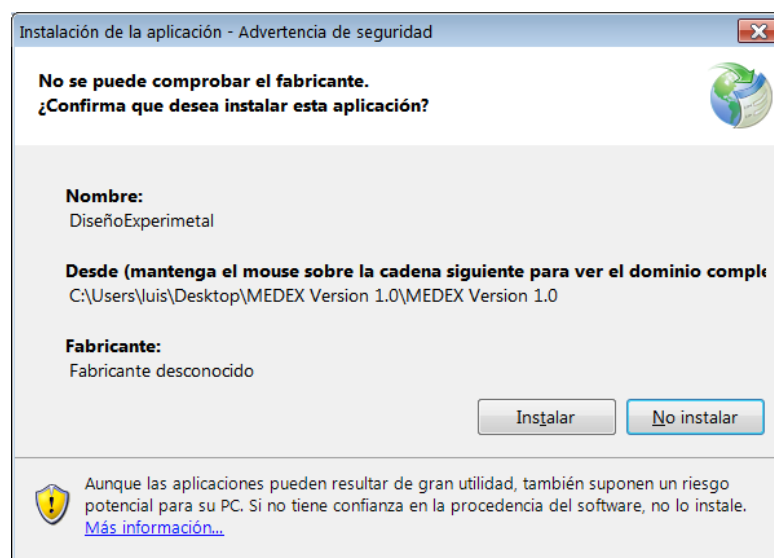 Instalación de la aplicación - Advertencia de seguridad
No se puede comprobar el fabricante.
¿Confirma que desea instalar esta aplicación?
Nombre:
DiseñoExperimetal
Desde (mantenga el mouse sobre la cadena siguiente para ver el dominio comple
C:\Users\luis\Desktop\MEDEX Version 1.0\MEDEX Version 1.0
Fabricante:
Fabricante desconocido
Instalar No instalar
Aunque las aplicaciones pueden resultar de gran utilidad, también suponen un riesgo
potencial para su PC. Si no tiene confianza en la procedencia del software, no lo instale.
Más información...